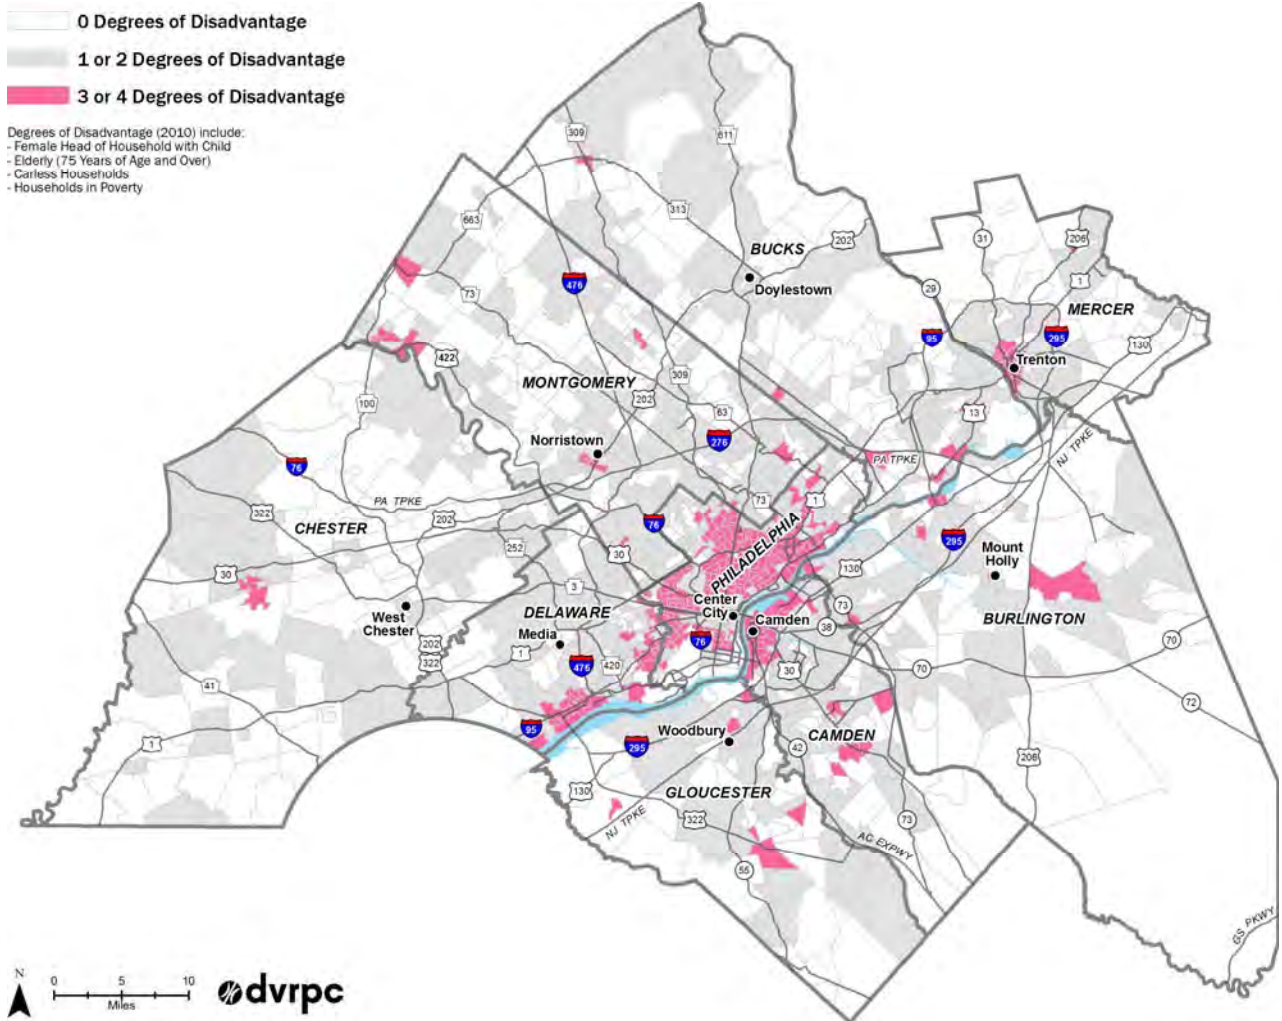 0 Degrees of Disadvantage
1 or 2 Degrees of Disadvantage
3 or 4 Degrees of Disadvantage
Degrees of Disadvantage (2010) include:
- Female Head of Household with Child
- Elderly (75 Years of Age and Over)
- Carless Households
- Households in Poverty
309
611
663
313
202
31
206
BUCKS
476
Doylestown
29
1
73
MERCER
95
295
130
422
Trenton
309
MONTGOMERY
202
100
63
13
276
Norristown
PA TPKE
NJ TPKE
76
PA TPKE
73
1
322
202
CHESTER
76
PHILADELPHIA
295
252
30
Mount
Holly
130
30
3
Center
City
73
DELAWARE
Camden
BURLINGTON
West
Chester
38
Media
76
202
1
70
322
476
420
30
70
41
72
95
Woodbury
CAMDEN
1
295
42
206
130
GLOUCESTER
NJ TPKE
322
73
AC EXPWY
55
GS PKWY
N
0 5 10
Miles
dvrpc